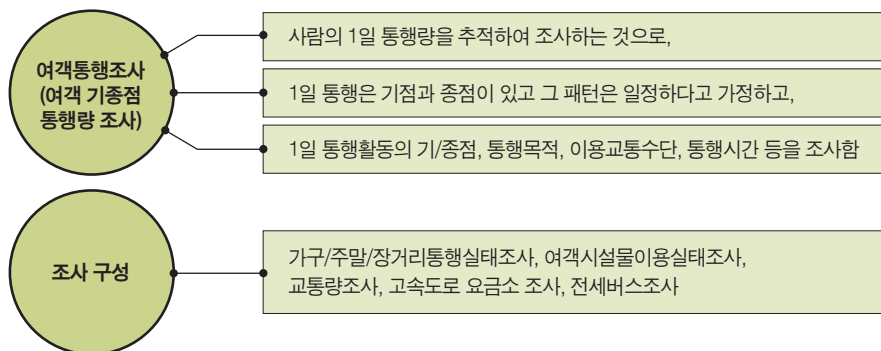 여객통행조사
(여객 기종점
통행량 조사)
사람의 1일 통행량을 추적하여 조사하는 것으로,
1일 통행은 기점과 종점이 있고 그 패턴은 일정하다고 가정하고,
1일 통행활동의 기/종점, 통행목적, 이용교통수단, 통행시간 등을 조사함
조사 구성
가구/주말/장거리통행실태조사, 여객시설물이용실태조사,
교통량조사, 고속도로 요금소 조사, 전세버스조사